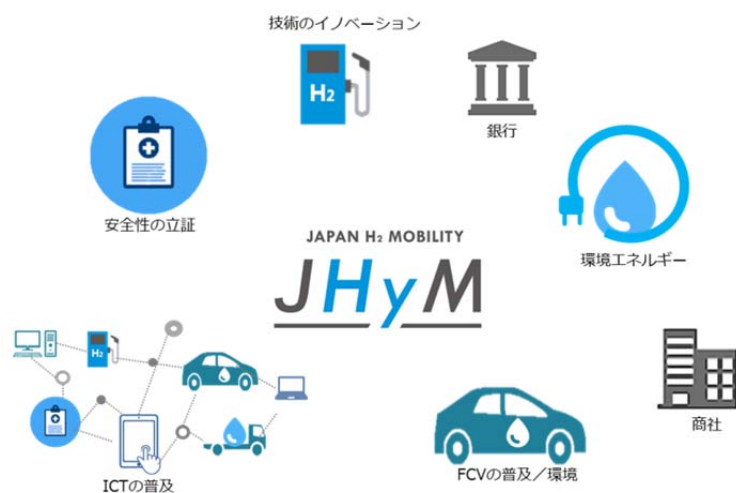 技術のイノベーション
H2
銀行
安全性の立証
環境エネルギー
JAPAN H2 MOBILITY
JHyM
H2
商社
FCVの普及／環境
ICTの普及